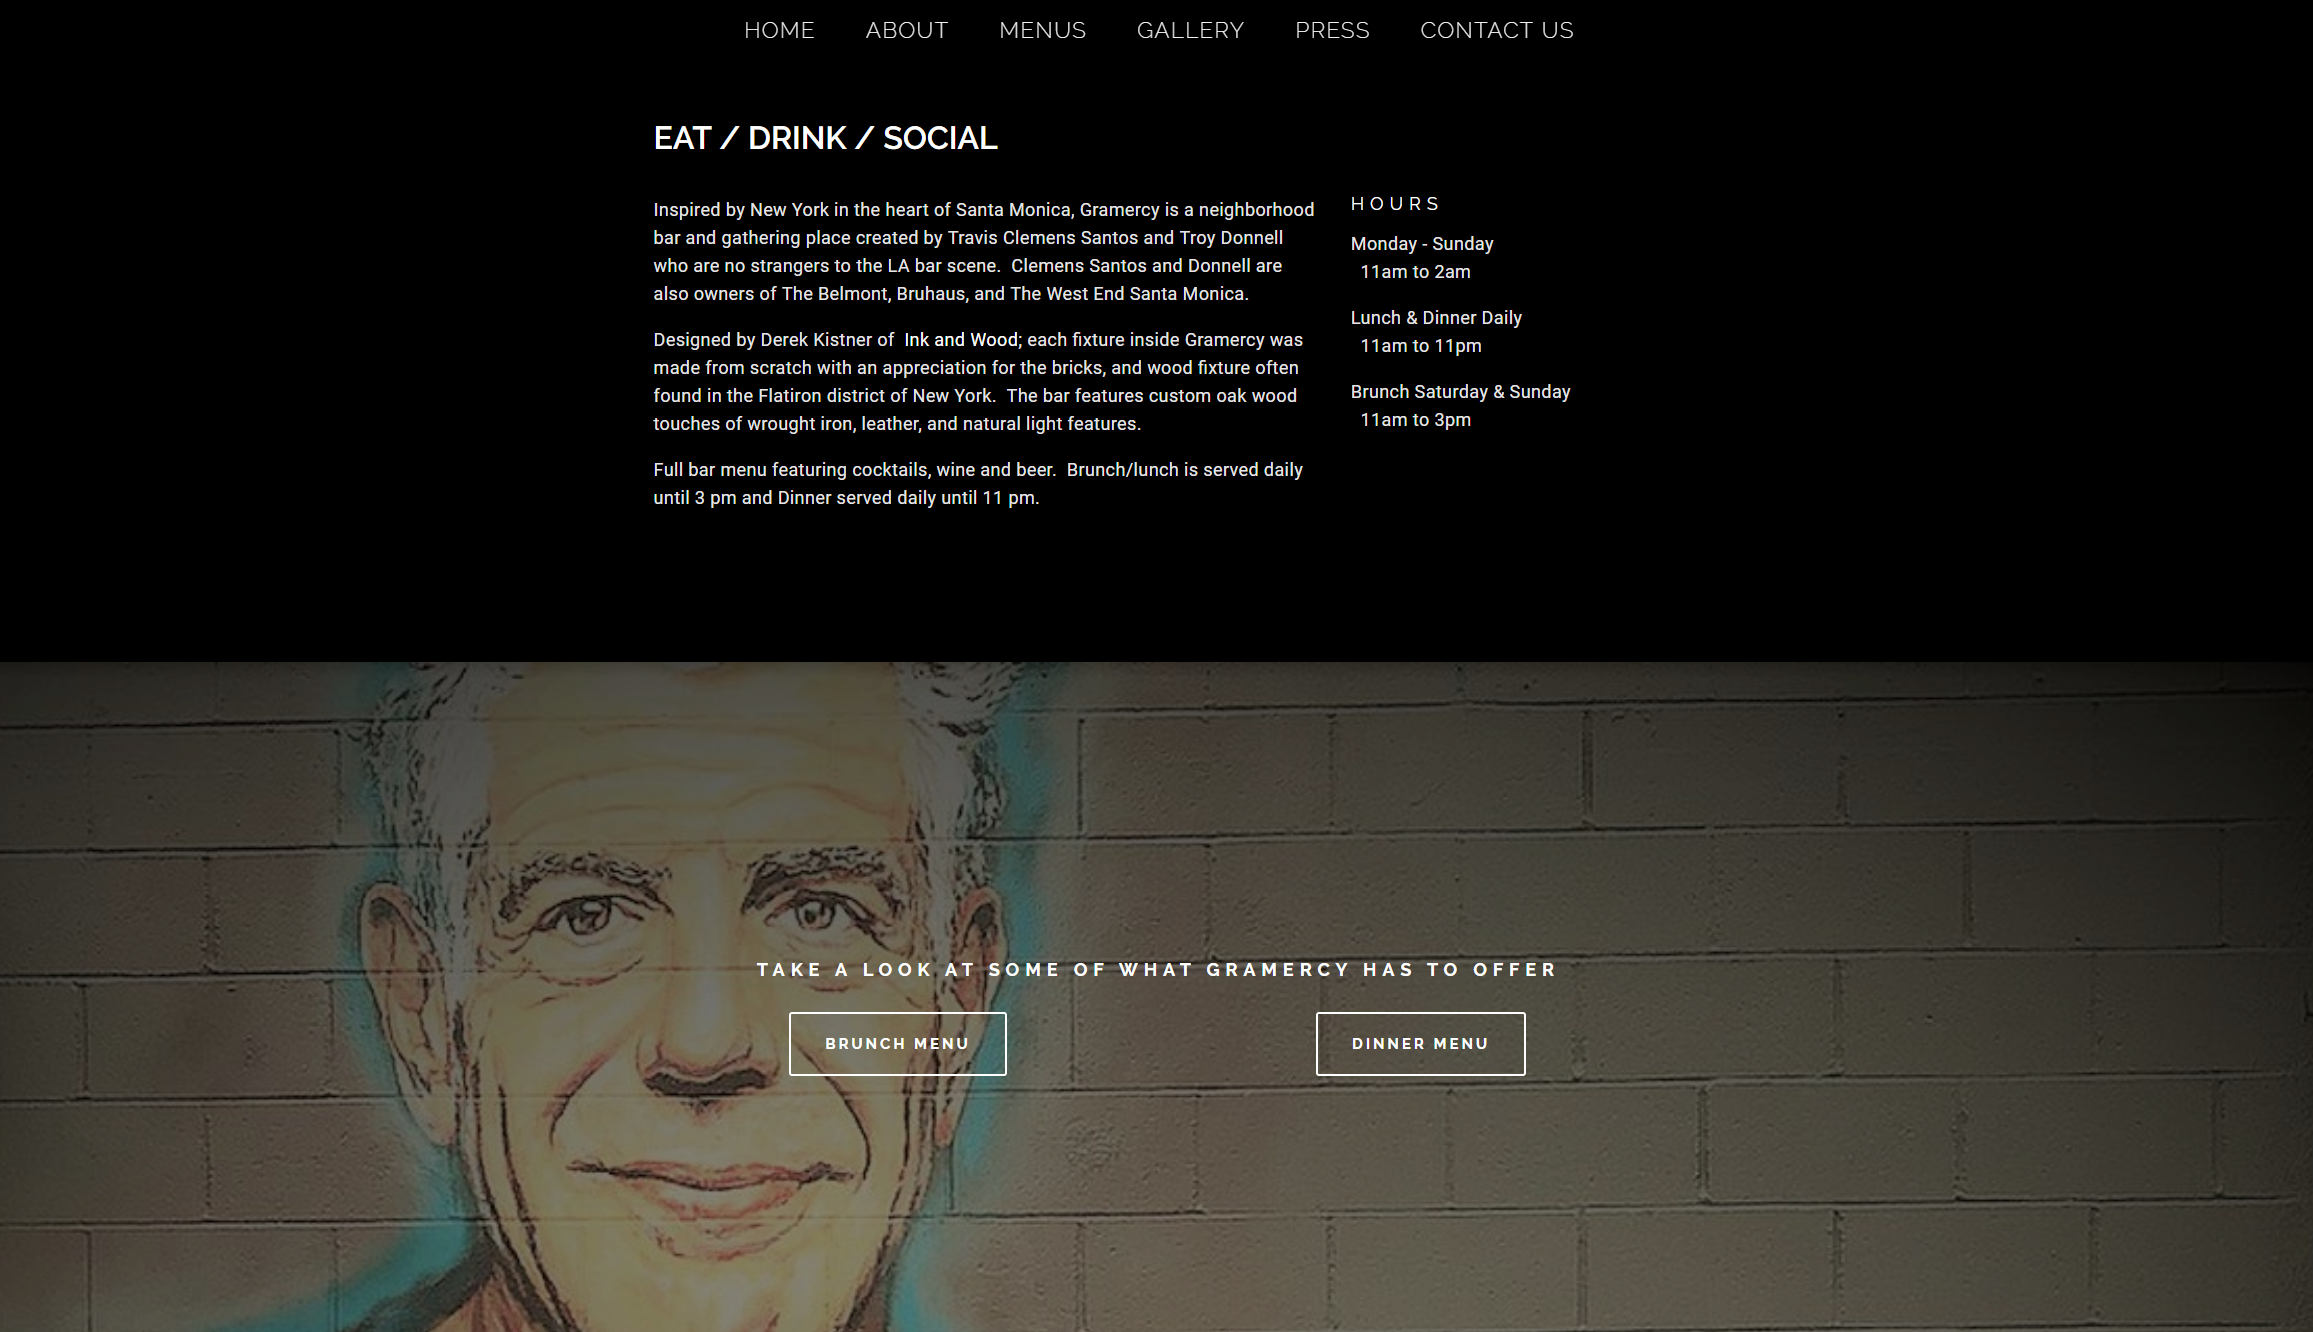 HOME ABOUT MENUS GALLERY PRESS CONTACT US
EAT / DRINK / SOCIAL
Inspired by New York in the heart of Santa Monica, Gramercy is a neighborhood
bar and gathering place created by Travis Clemens Santos and Troy Donnell
who are no strangers to the LA bar scene.  Clemens Santos and Donnell are
also owners of The Belmont, Bruhaus, and The West End Santa Monica.
Designed by Derek Kistner of  Ink and Wood; each fixture inside Gramercy was
made from scratch with an appreciation for the bricks, and wood fixture often
found in the Flatiron district of New York.  The bar features custom oak wood
touches of wrought iron, leather, and natural light features.
Full bar menu featuring cocktails, wine and beer.  Brunch/lunch is served daily
until 3 pm and Dinner served daily until 11 pm.
HOURS
Monday - Sunday
11am to 2am
Lunch & Dinner Daily
11am to 11pm
Brunch Saturday & Sunday
11am to 3pm
TAKE A LOOK AT SOME OF WHAT GRAMERCY HAS TO OFFER
BRUNCH MENU
DINNER MENU